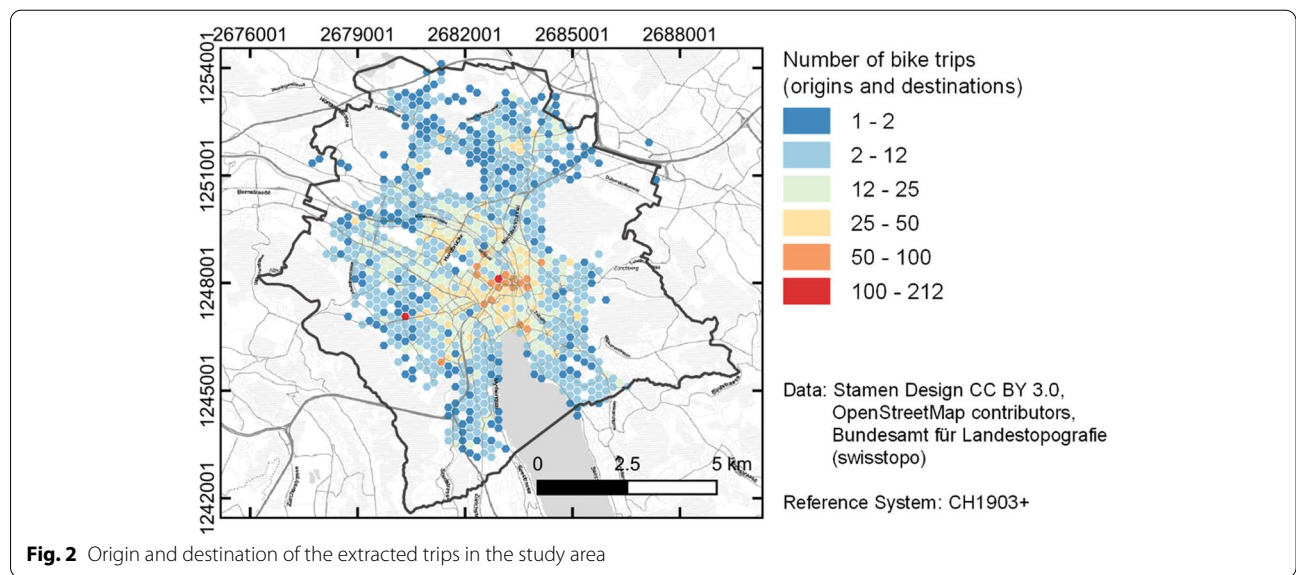 2676001 2679001 2682001 2685001 2688001
1254001
1251001
1248001
1245001
1242001
0 2.5 5 km
Number of bike trips
(origins and destinations)
1 - 2
2 - 12
12 - 25
25 - 50
50 - 100
100 - 212
Data: Stamen Design CC BY 3.0,
OpenStreetMap contributors,
Bundesamt für Landestopografie
(swisstopo)
Reference System: CH1903+
Fig. 2 Origin and destination of the extracted trips in the study area